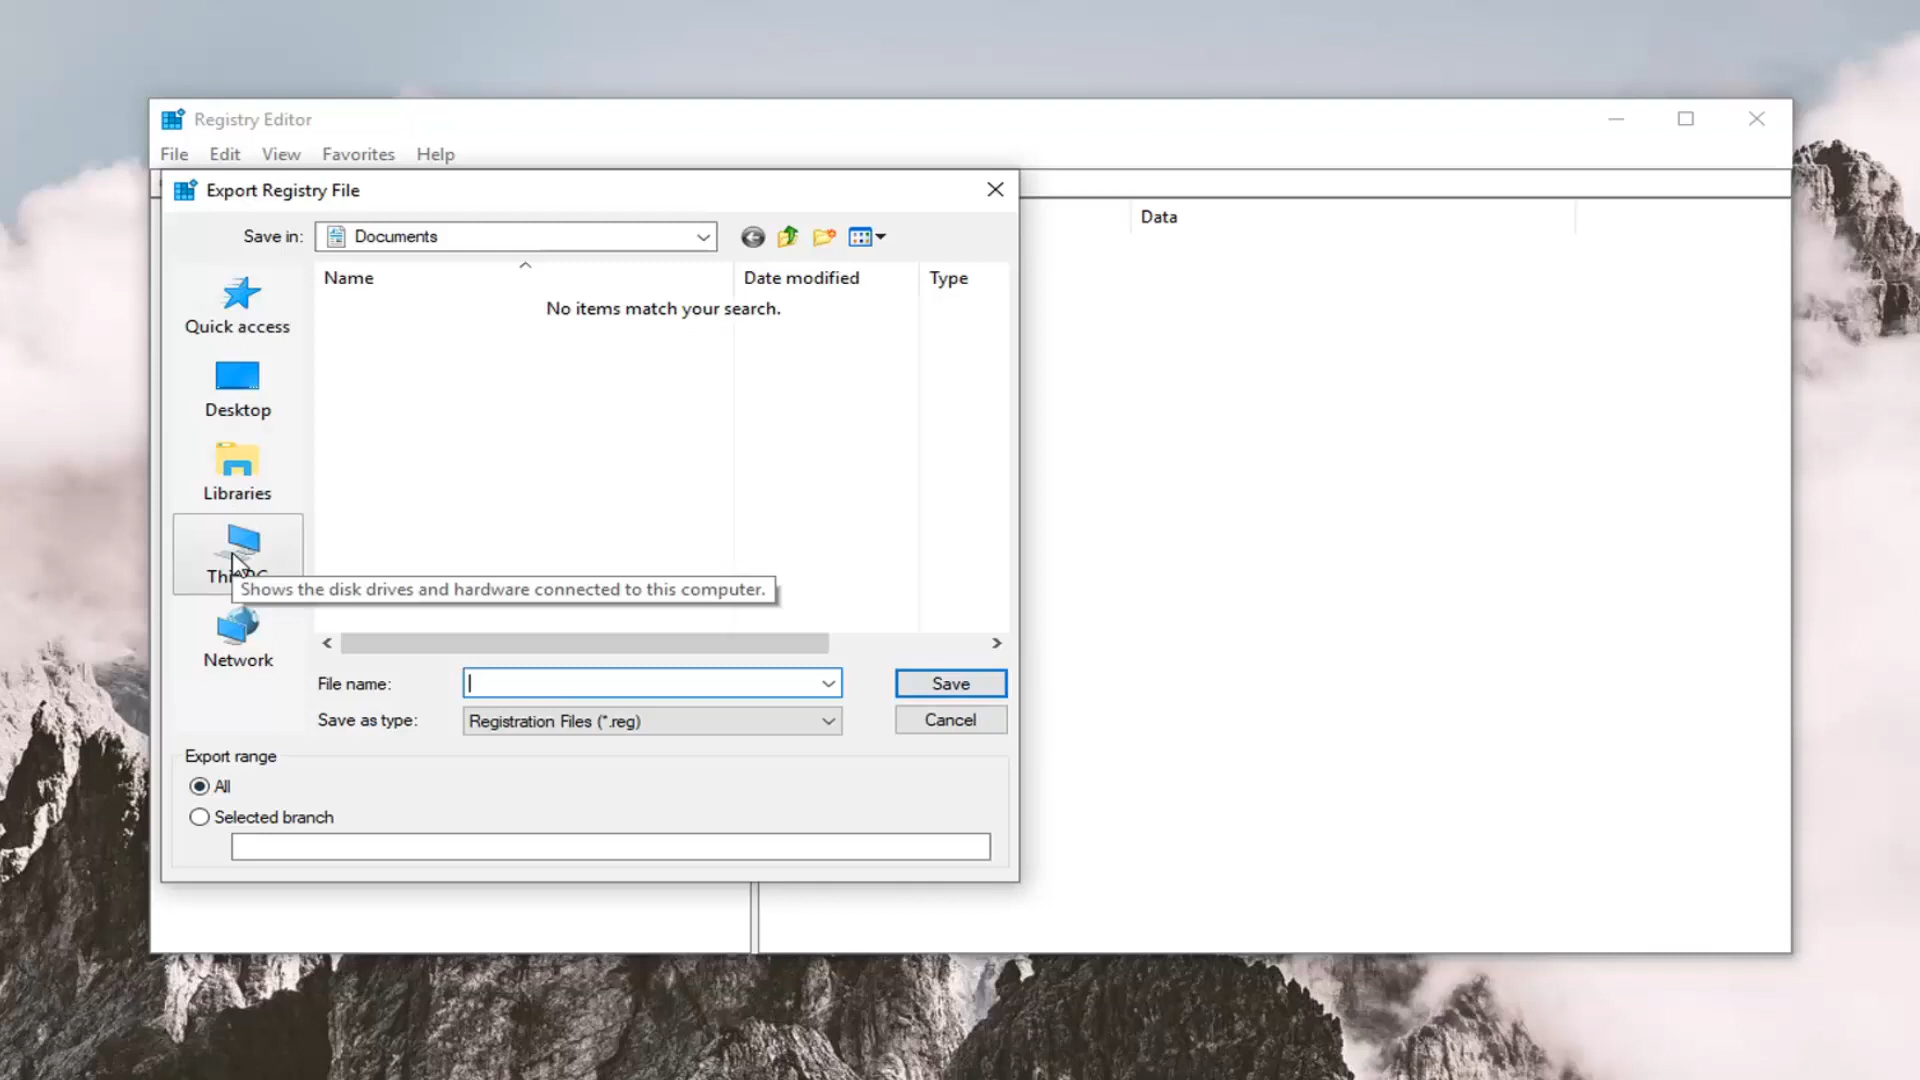 Registry Editor
File Edit View Favorites Help
Export Registry File
Data
Save in: Documents
Name Date modified Type
No items match your search.
Quick access
Desktop
Libraries
Shows the disk drives and hardware connected to this computer.
Network
File name: Save
Save as type: Registration Files (*.reg) Cancel
Export range
All
Selected branch